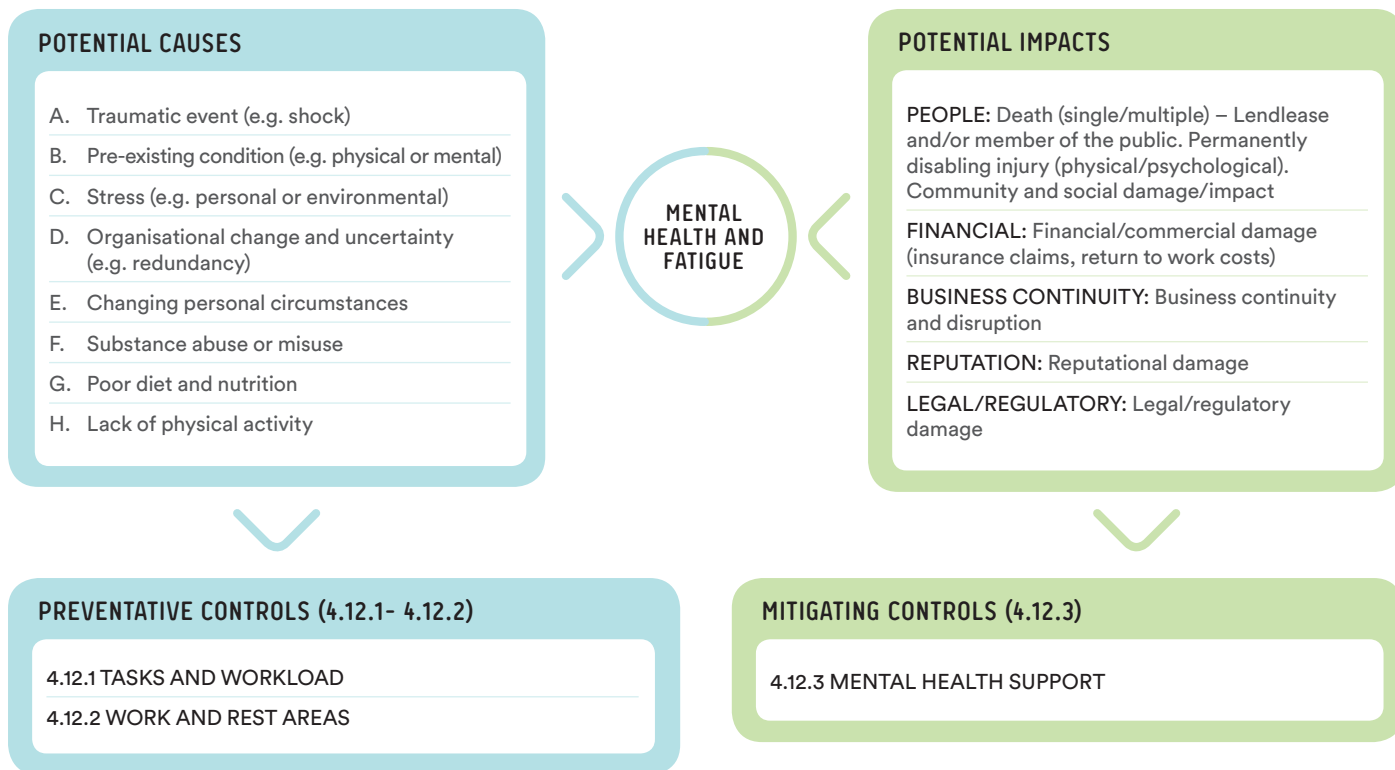 POTENTIAL CAUSES
A. Traumatic event (e.g. shock)
B. Pre-existing condition (e.g. physical or mental)
C. Stress (e.g. personal or environmental)
D. Organisational change and uncertainty
(e.g. redundancy)
E. Changing personal circumstances
F. Substance abuse or misuse
G. Poor diet and nutrition
H. Lack of physical activity
MENTAL
HEALTH AND
FATIGUE
POTENTIAL IMPACTS
PEOPLE: Death (single/multiple) – Lendlease
and/or member of the public. Permanently
disabling injury (physical/psychological).
Community and social damage/impact
FINANCIAL: Financial/commercial damage
(insurance claims, return to work costs)
BUSINESS CONTINUITY: Business continuity
and disruption
REPUTATION: Reputational damage
LEGAL/REGULATORY: Legal/regulatory
damage
PREVENTATIVE CONTROLS (4.12.1- 4.12.2)
4.12.1 TASKS AND WORKLOAD
4.12.2 WORK AND REST AREAS
MITIGATING CONTROLS (4.12.3)
4.12.3 MENTAL HEALTH SUPPORT